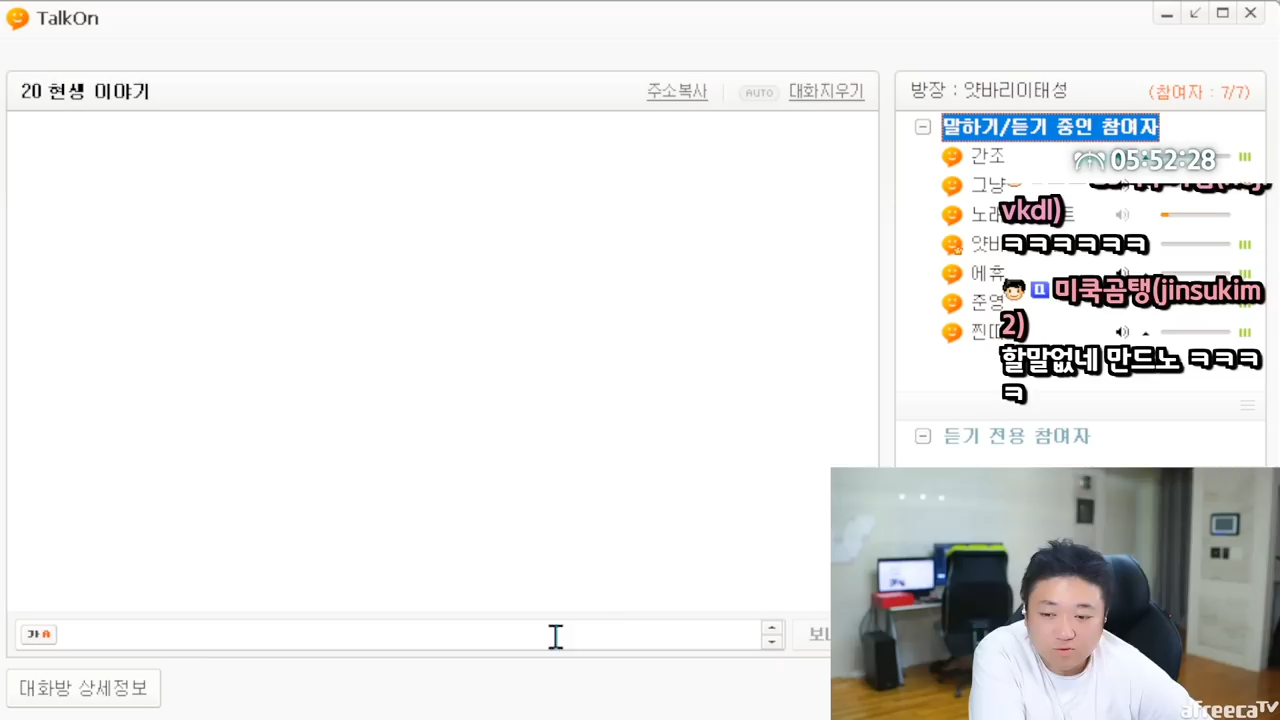 TalkOn
20 현생 이야기
주소복사
AUTO
대화지우기
방장 : 얏바리이태성
(참여자 : 7/7)
말하기/듣기 중인 참여자
간조
05:52:28
그냥
vkdl)
노래
트
얏바
ㅋㅋㅋㅋㅋㅋ
에휴
미쿡곰탱(jinsukim
준영
2)
찐따
할말없네 만드노 ㅋㅋㅋ
ㅋ
듣기 전용 참여자
가A
보내
대화방 상세정보
afreecaTV